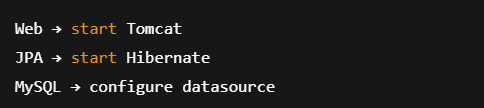 Web → start Tomcat
JPA → start Hibernate
MySQL → configure datasource